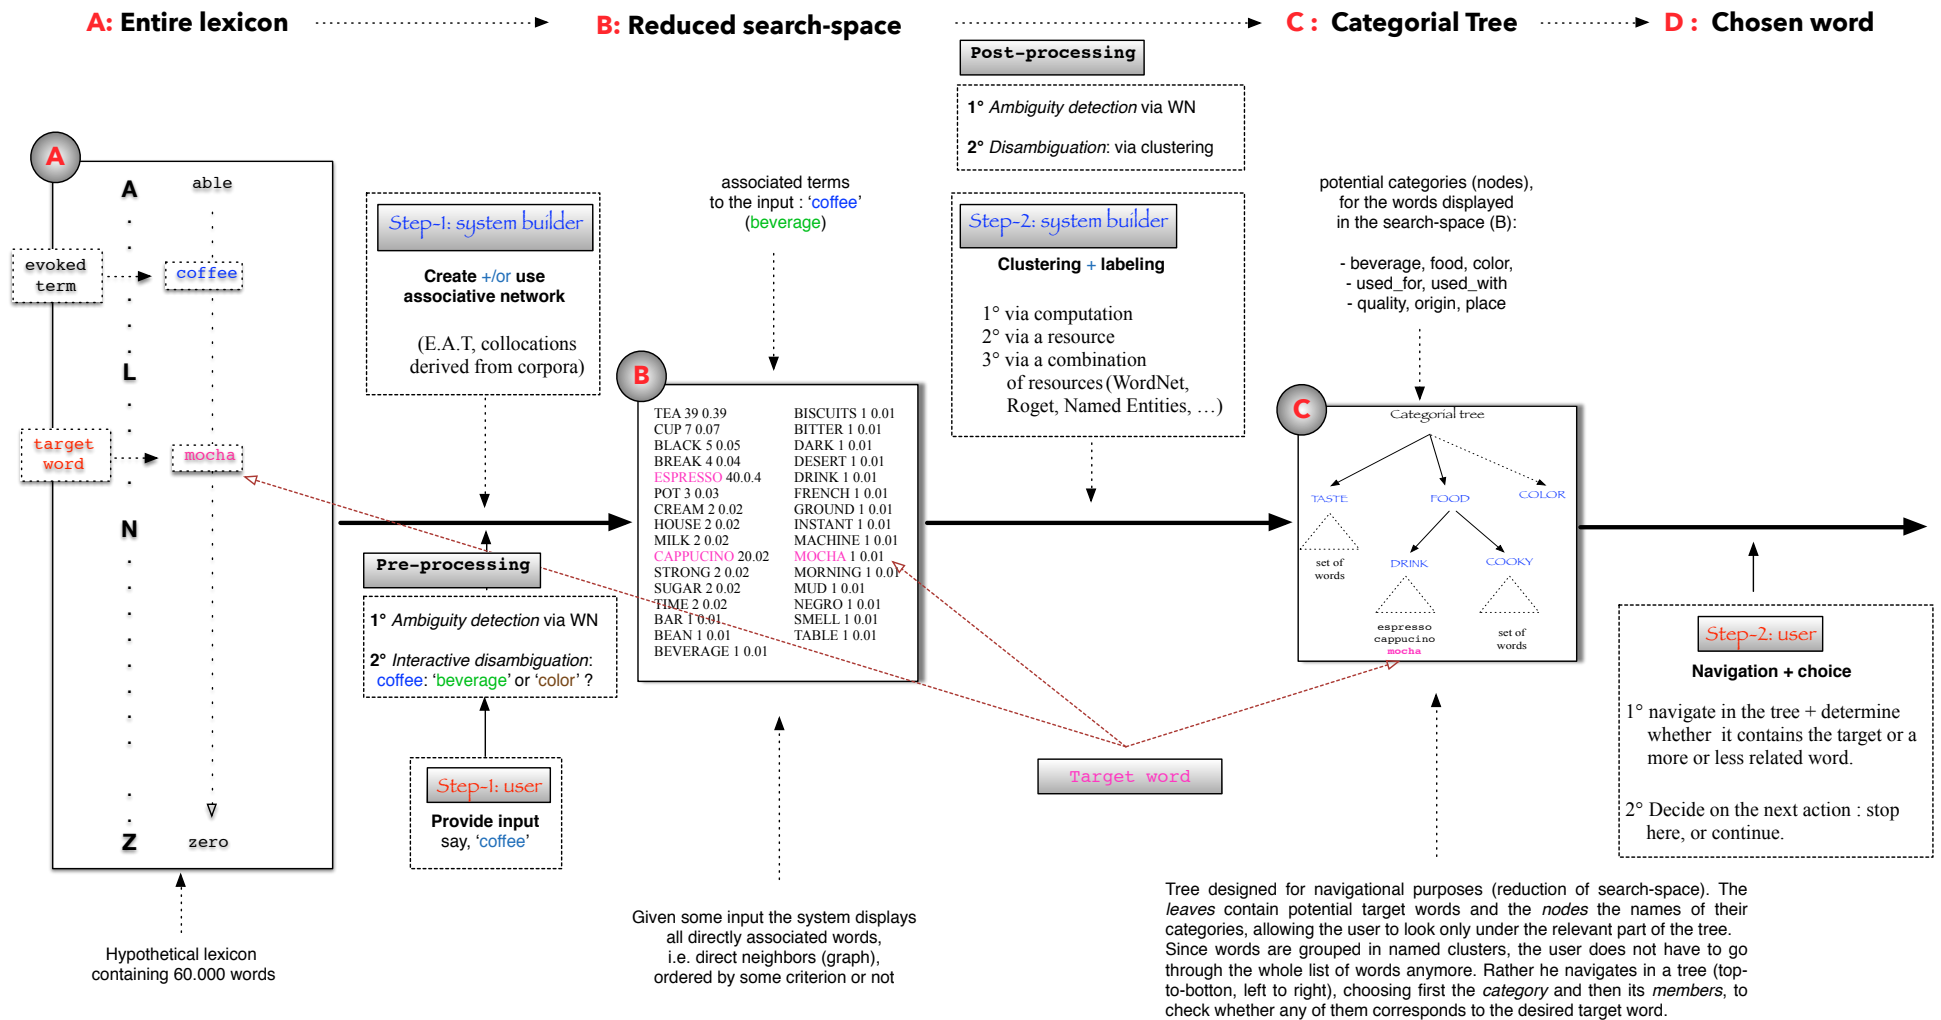 A: Entire lexicon
B: Reduced search-space
C : Categorial Tree
D : Chosen word
A
A
L
N
Z
able
evoked
term
coffee
target
word
mocha
zero
Hypothetical lexicon
containing 60.000 words
Step-1: system builder
Create +/or use
associative network
(E.A.T, collocations
derived from corpora)
Pre-processing
1° Ambiguity detection via WN
2° Interactive disambiguation:
coffee: ‘beverage’ or ‘color’ ?
Step-1: user
Provide input
say, ‘coffee’
associated terms
to the input : ‘coffee’
(beverage)
B
TEA 39 0.39
CUP 7 0.07
BLACK 5 0.05
BREAK 4 0.04
ESPRESSO 40.0.4
POT 3 0.03
CREAM 2 0.02
HOUSE 2 0.02
MILK 2 0.02
CAPPUCINO 20.02
STRONG 2 0.02
SUGAR 2 0.02
TIME 2 0.02
BAR 1 0.01
BEAN 1 0.01
BEVERAGE 1 0.01
BISCUITS 1 0.01
BITTER 1 0.01
DARK 1 0.01
DESERT 1 0.01
DRINK 1 0.01
FRENCH 1 0.01
GROUND 1 0.01
INSTANT 1 0.01
MACHINE 1 0.01
MOCHA 1 0.01
MORNING 1 0.01
MUD 1 0.01
NEGRO 1 0.01
SMELL 1 0.01
TABLE 1 0.01
Given some input the system displays
all directly associated words,
i.e. direct neighbors (graph),
ordered by some criterion or not
Post-processing
1° Ambiguity detection via WN
2° Disambiguation: via clustering
Step-2: system builder
Clustering + labeling
1° via computation
2° via a resource
3° via a combination
of resources (WordNet,
Roget, Named Entities, …)
Target word
potential categories (nodes),
for the words displayed
in the search-space (B):
- beverage, food, color,
- used_for, used_with
- quality, origin, place
C
Categorial tree
TASTE
FOOD
COLOR
set of
words
DRINK
COOKY
espresso
cappucino
mocha
set of
words
Tree designed for navigational purposes (reduction of search-space). The
leaves contain potential target words and the nodes the names of their
categories, allowing the user to look only under the relevant part of the tree.
Since words are grouped in named clusters, the user does not have to go
through the whole list of words anymore. Rather he navigates in a tree (top-
to-botton, left to right), choosing first the category and then its members, to
check whether any of them corresponds to the desired target word.
Step-2: user
Navigation + choice
1° navigate in the tree + determine
whether it contains the target or a
more or less related word.
2° Decide on the next action : stop
here, or continue.